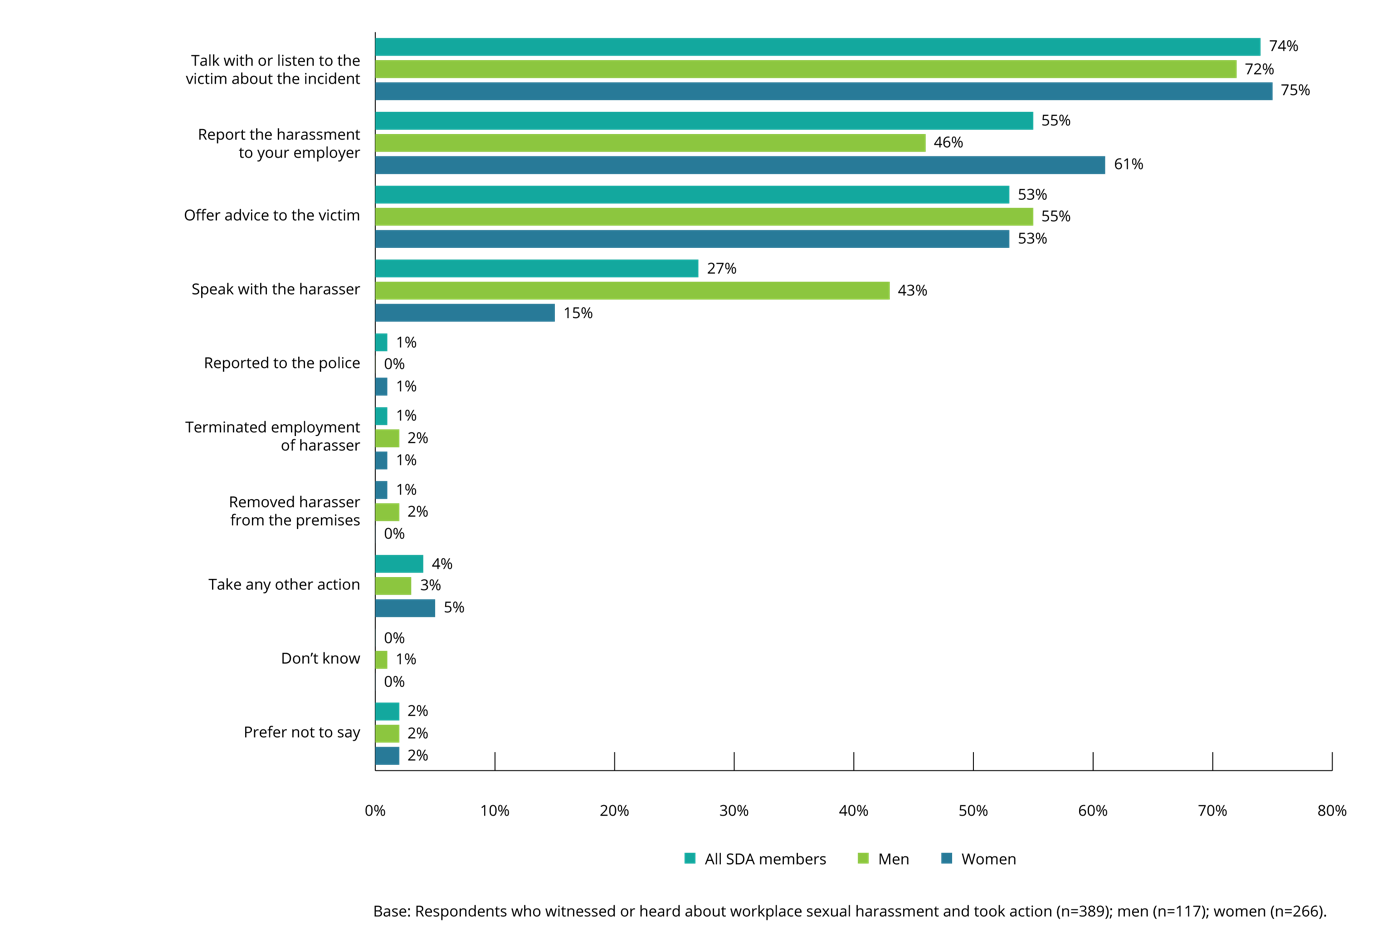 Talk with or listen to the
victim about the incident
74%
72%
75%
Report the harassment
to your employer
55%
46%
61%
Offer advice to the victim
53%
55%
53%
Speak with the harasser
27%
43%
15%
Reported to the police
1%
0%
1%
Terminated employment
of harasser
1%
2%
1%
Removed harasser
from the premises
1%
2%
0%
Take any other action
4%
3%
5%
Don’t know
0%
1%
0%
Prefer not to say
2%
2%
2%
0% 10% 20% 30% 40% 50% 60% 70% 80%
All SDA members Men Women
Base: Respondents who witnessed or heard about workplace sexual harassment and took action (n=389); men (n=117); women (n=266).